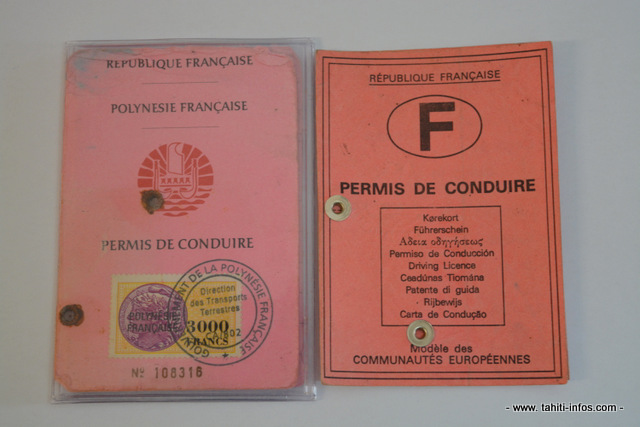 RÉPUBLIQUE FRANÇAISE
POLYNESIE FRANÇAISE
PERMIS DE CONDUIRE
GOUVERNEMENT DE LA POLYNÉSIE FRANÇAISE
Direction
des Transports
Terrestres
POLYNESIE
FRANÇAISE
3000
FRANCS
Nº 108316
RÉPUBLIQUE FRANÇAISE
F
PERMIS DE CONDUIRE
Kørekort
Führerschein
Αδεια οδηγήσεως
Permiso de Conducción
Driving Licence
Ceadúnas Tiomána
Patente di guida
Rijbewijs
Carta de Condução
Modèle des
COMMUNAUTÉS EUROPÉENNES
- www. tahiti-infos.com -